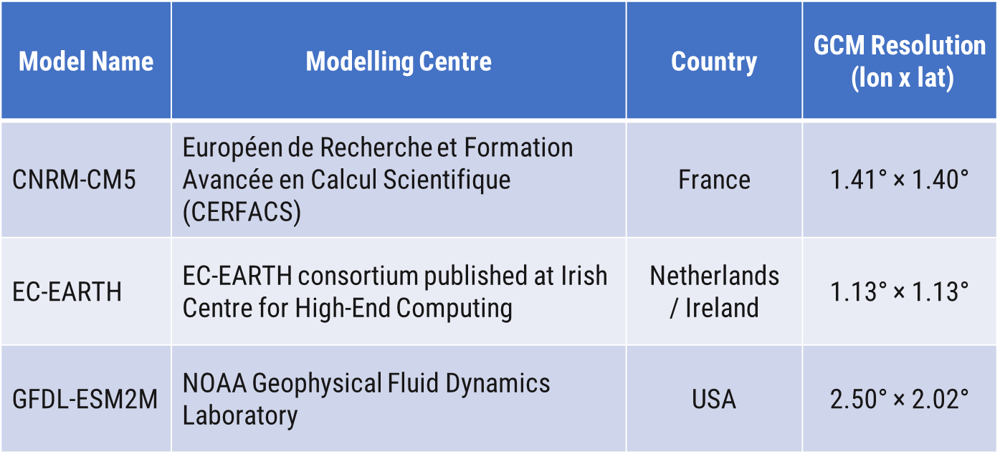 Model Name
Modelling Centre
Country
GCM Resolution
(lon x lat)
CNRM-CM5
Européen de Recherche et Formation
Avancée en Calcul Scientifique
(CERFACS)
France
1.41° × 1.40°
EC-EARTH
EC-EARTH consortium published at Irish
Centre for High-End Computing
Netherlands
/ Ireland
1.13° × 1.13°
GFDL-ESM2M
NOAA Geophysical Fluid Dynamics
Laboratory
USA
2.50° × 2.02°